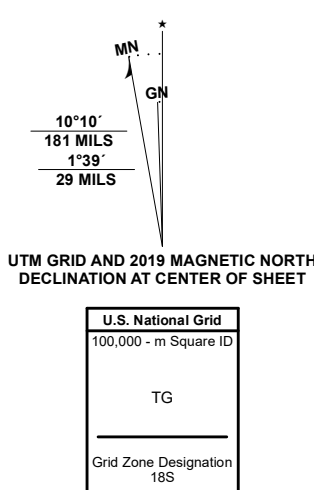 ★
MN
GN
10°10´
181 MILS
1°39´
29 MILS
UTM GRID AND 2019 MAGNETIC NORTH
DECLINATION AT CENTER OF SHEET
U.S. National Grid
100,000 - m Square ID
TG
Grid Zone Designation
18S